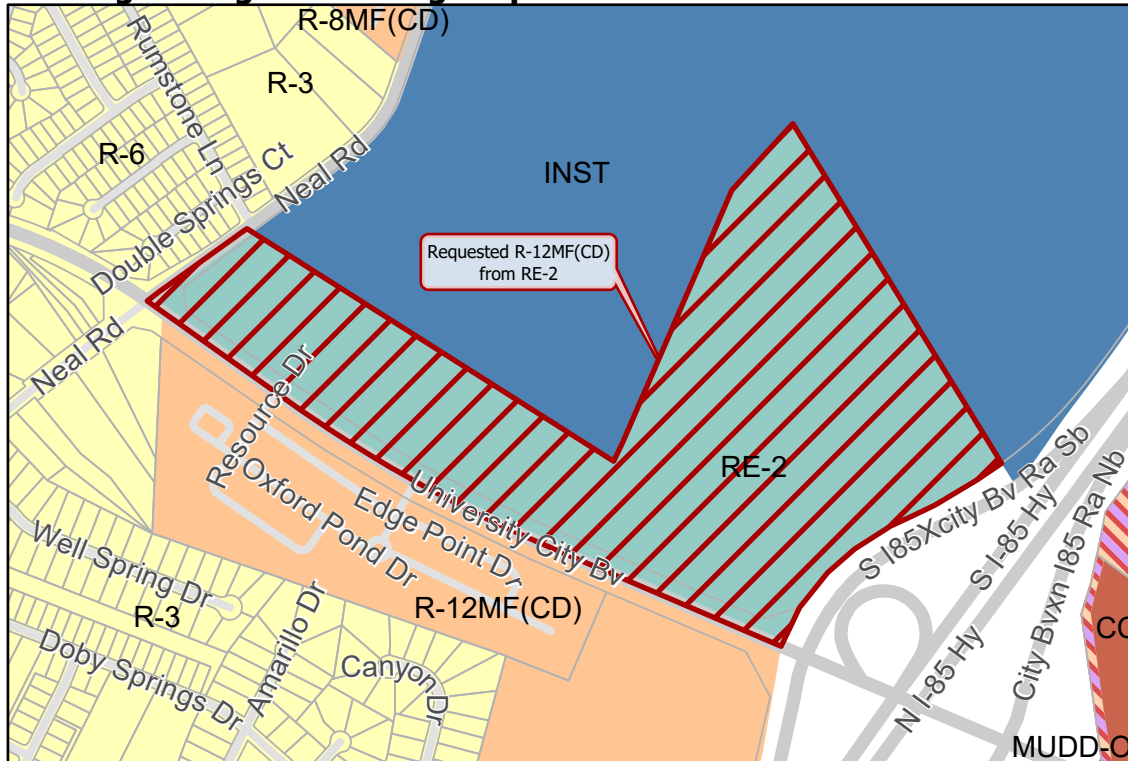 R-8MF(CD)
Rumstone Ln
R-3
R-6
Double Springs Ct
Neal Rd
INST
Requested R-12MF(CD)
from RE-2
Neal Rd
Resource Dr
Oxford Pond Dr
Edge Point Dr
University City Bv
RE-2
S I85Xcity Bv Ra Sb
S I-85 Hy
N I-85 Hy
City Bvxn I85 Ra Nb
Well Spring Dr
R-3
R-12MF(CD)
Doby Springs Dr
Amarillo Dr
Canyon Dr
MUDD-O